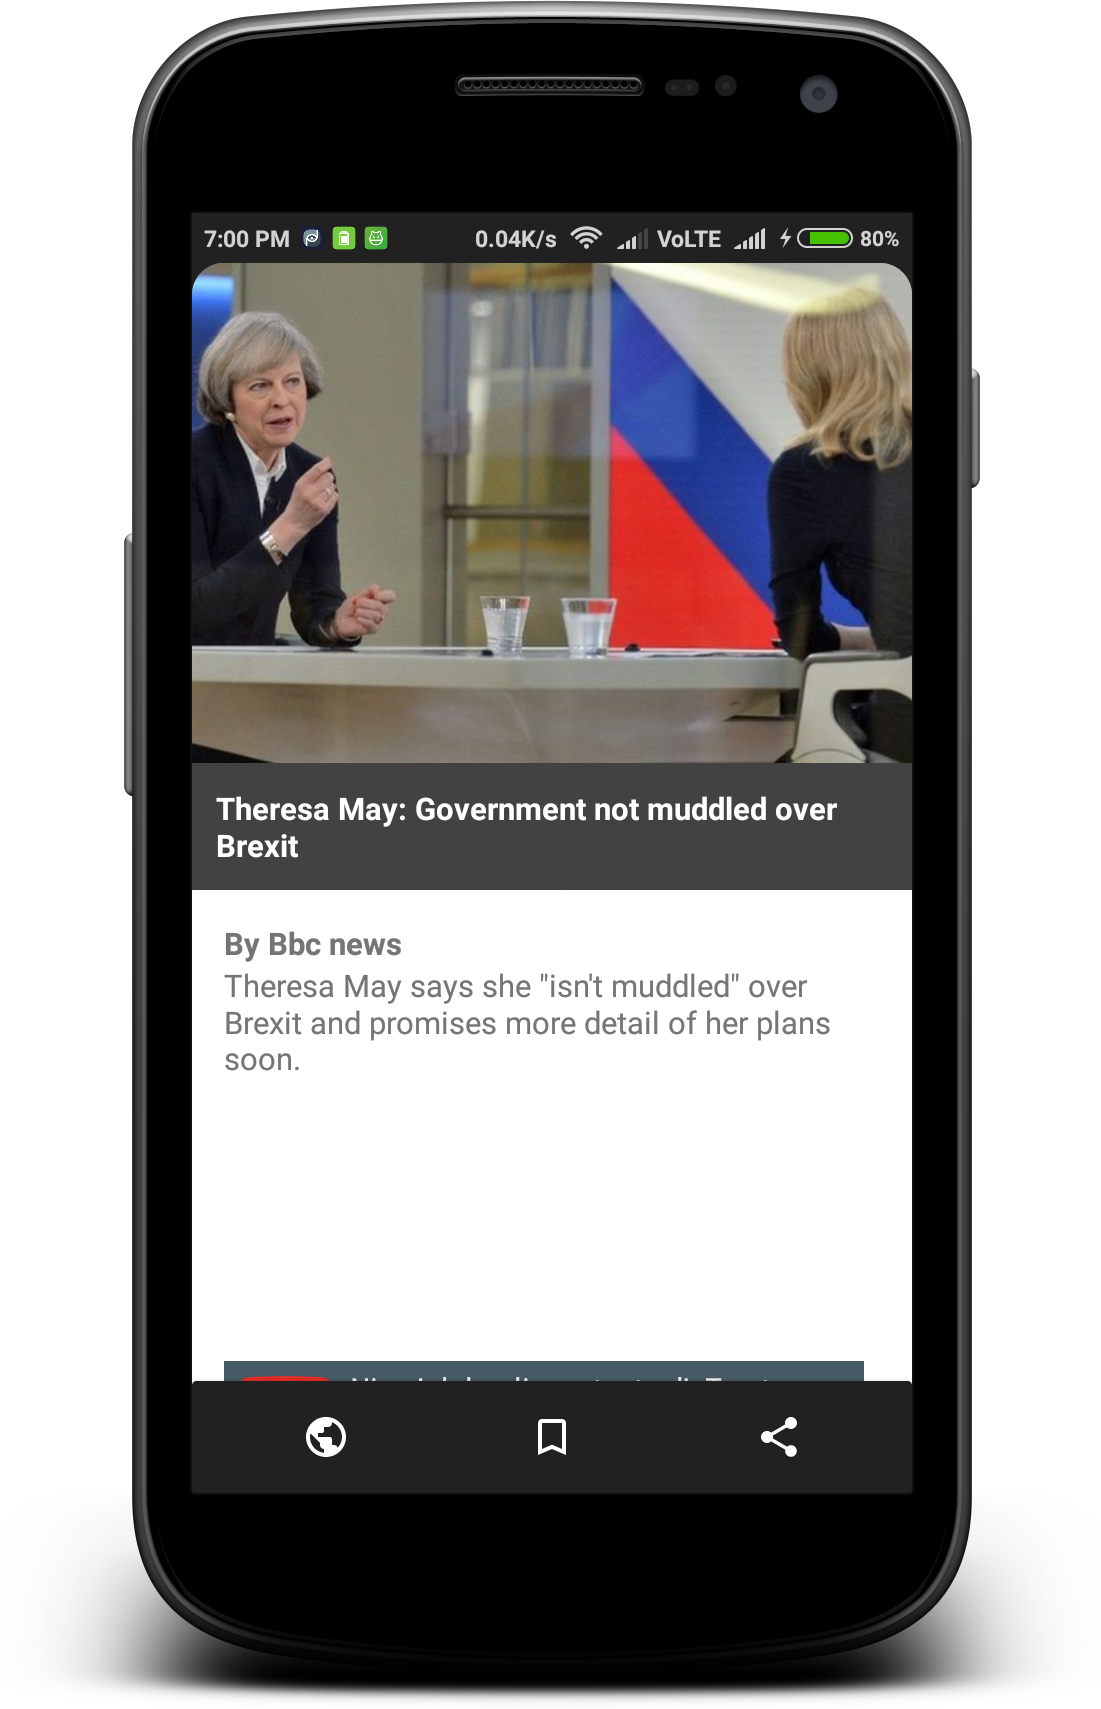 7:00 PM 0.04K/s VoLTE 80%
Theresa May: Government not muddled over
Brexit
By Bbc news
Theresa May says she "isn't muddled" over
Brexit and promises more detail of her plans
soon.